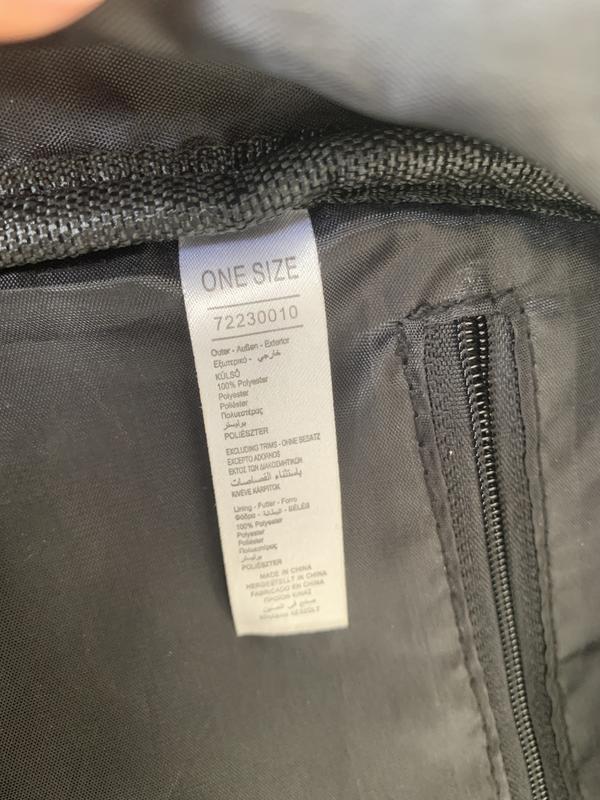 ONE SIZE
72230010
Outer - Außen - Exterior
Εξωτερικό - خارجي -
KÜLSŐ
100% Polyester
Polyester
Poliéster
Πολυεστέρας
بوليستر
POLIÉSZTER
EXCLUDING TRIMS - OHNE BESATZ
EXCEPTO ADORNOS
ΕΚΤΟΣ ΤΩΝ ΔΙΑΚΟΣΜΗΤΙΚΩΝ
باستثناء القصاصات
KIVÉVE KÁRPITOK
Lining - Futter - Forro
Φόδρα - البطانة - BÉLÉS
100% Polyester
Polyester
Poliéster
Πολυεστέρας
بوليستر
POLIÉSZTER
MADE IN CHINA
HERGESTELLT IN CHINA
FABRICADO EN CHINA
ΠΡΟΪΟΝ ΚΙΝΑΣ
صنع في الصين